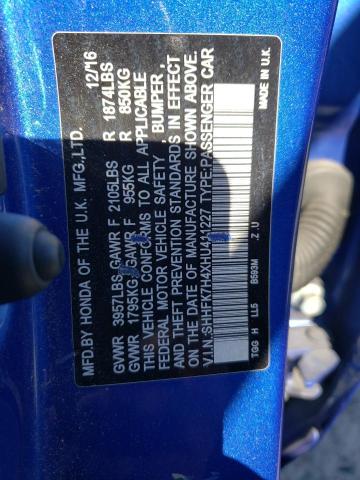 MFD.BY HONDA OF THE U.K. MFG.,LTD. 12/16
GVWR 3957LBS GAWR F 2105LBS R 1874LBS
GVWR 1795KG GAWR F 955KG R 850KG
THIS VEHICLE CONFORMS TO ALL APPLICABLE
FEDERAL MOTOR VEHICLE SAFETY, BUMPER,
AND THEFT PREVENTION STANDARDS IN EFFECT
ON THE DATE OF MANUFACTURE SHOWN ABOVE.
V.I.N.:SHHFK7H4XHU411227 TYPE:PASSENGER CAR
TGG H LL5 B593M Z U MADE IN U.K.